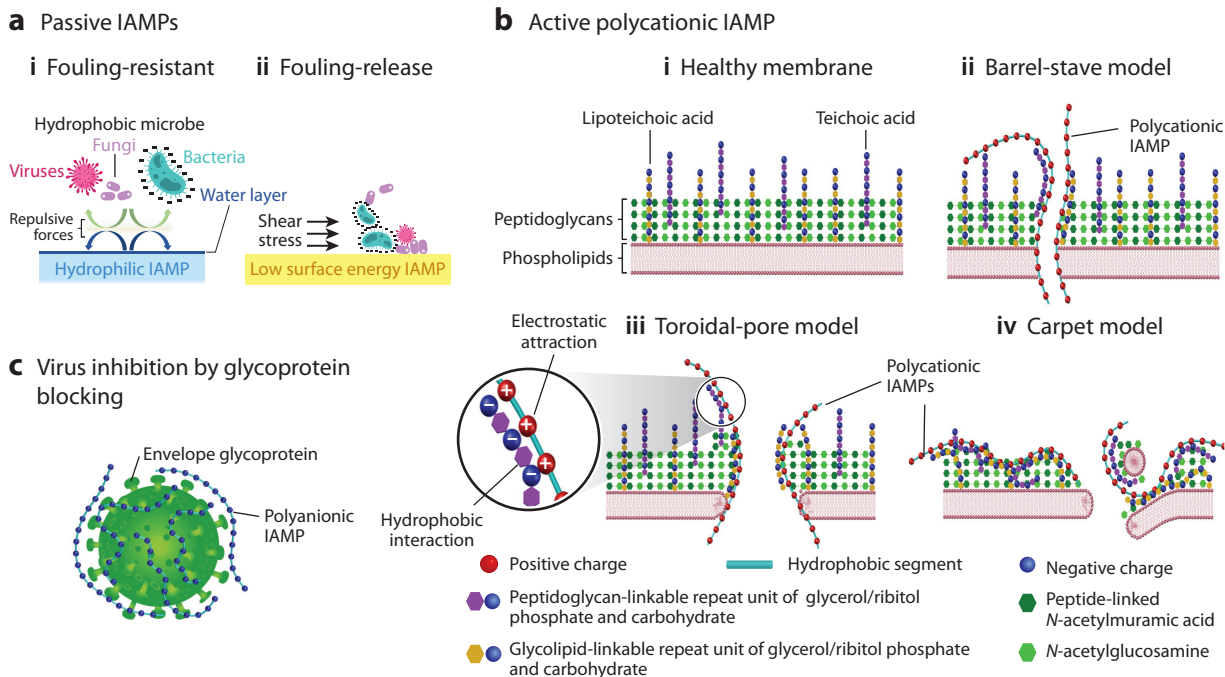 a Passive IAMPs
i Fouling-resistant
ii Fouling-release
Hydrophobic microbe
Fungi
Viruses
Bacteria
Water layer
Repulsive
forces
Hydrophilic IAMP
Shear
stress
Low surface energy IAMP
b Active polycationic IAMP
i Healthy membrane
Lipoteichoic acid
Teichoic acid
Peptidoglycans
Phospholipids
ii Barrel-stave model
Polycationic
IAMP
iii Toroidal-pore model
Electrostatic
attraction
+
+
+
−
−
−
Hydrophobic
interaction
iv Carpet model
Polycationic
IAMPs
c Virus inhibition by glycoprotein
blocking
Envelope glycoprotein
Polyanionic
IAMP
Positive charge
Hydrophobic segment
Negative charge
Peptidoglycan-linkable repeat unit of glycerol/ribitol
phosphate and carbohydrate
Peptide-linked
N-acetylmuramic acid
Glycolipid-linkable repeat unit of glycerol/ribitol phosphate
and carbohydrate
N-acetylglucosamine